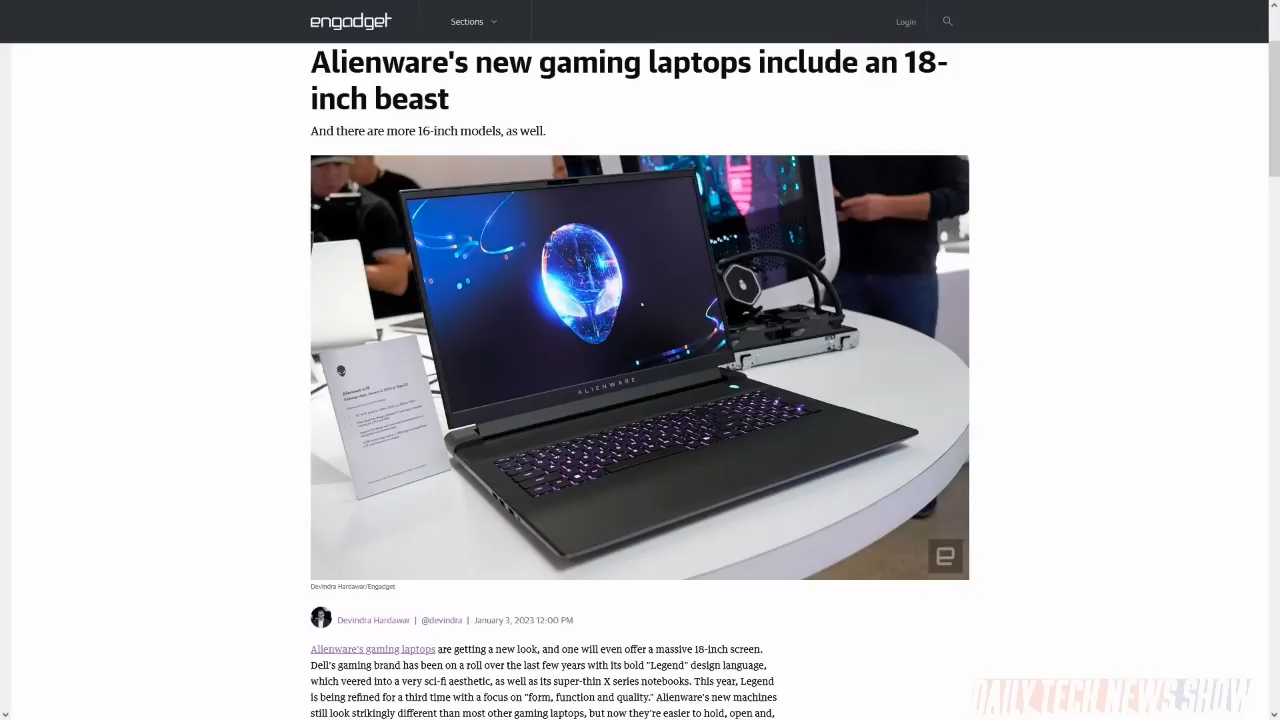 engadget
Sections
Login
Alienware's new gaming laptops include an 18-
inch beast
And there are more 16-inch models, as well.
ALIENWARE
Devindra Hardawar/Engadget
Devindra Hardawar | @devindra | January 3, 2023 12:00 PM
Alienware's gaming laptops are getting a new look, and one will even offer a massive 18-inch screen.
Dell's gaming brand has been on a roll over the last few years with its bold "Legend" design language,
which veered into a very sci-fi aesthetic, as well as its super-thin X series notebooks. This year, Legend
is being refined for a third time with a focus on "form, function and quality." Alienware's new machines
still look strikingly different than most other gaming laptops, but now they're easier to hold, open and,
DAILY TECH NEWS SHOW